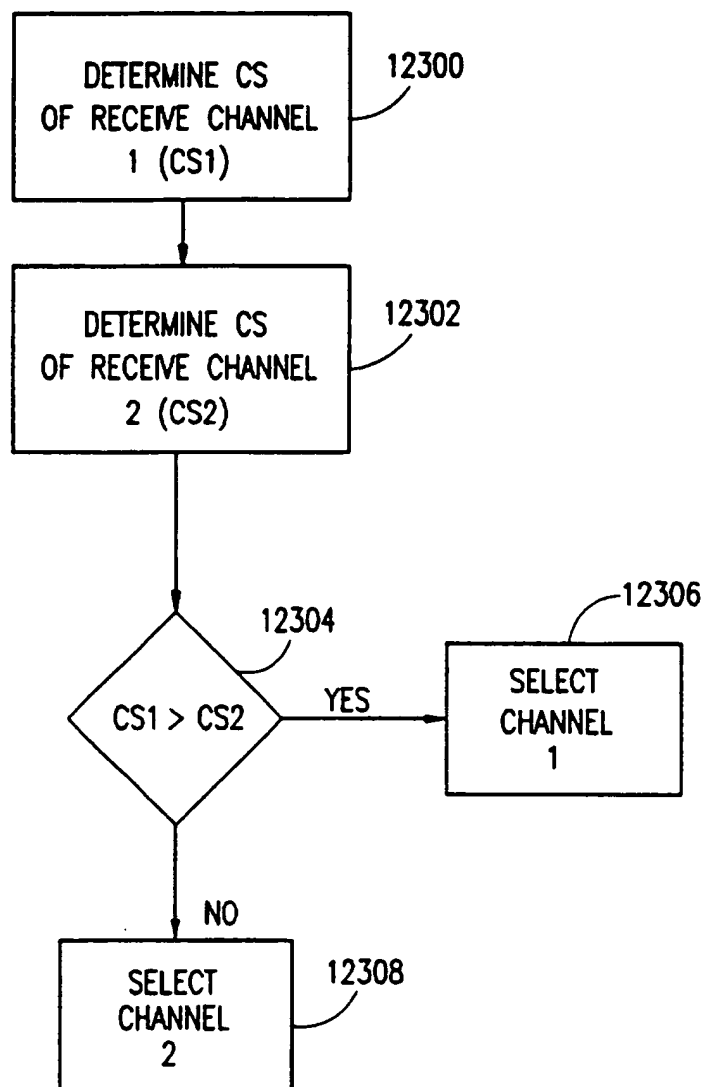 DETERMINE CS
OF RECEIVE CHANNEL
1 (CS1)
12300
DETERMINE CS
OF RECEIVE CHANNEL
2 (CS2)
12302
12304
CS1 > CS2
YES
12306
SELECT
CHANNEL
1
NO
SELECT
CHANNEL
2
12308